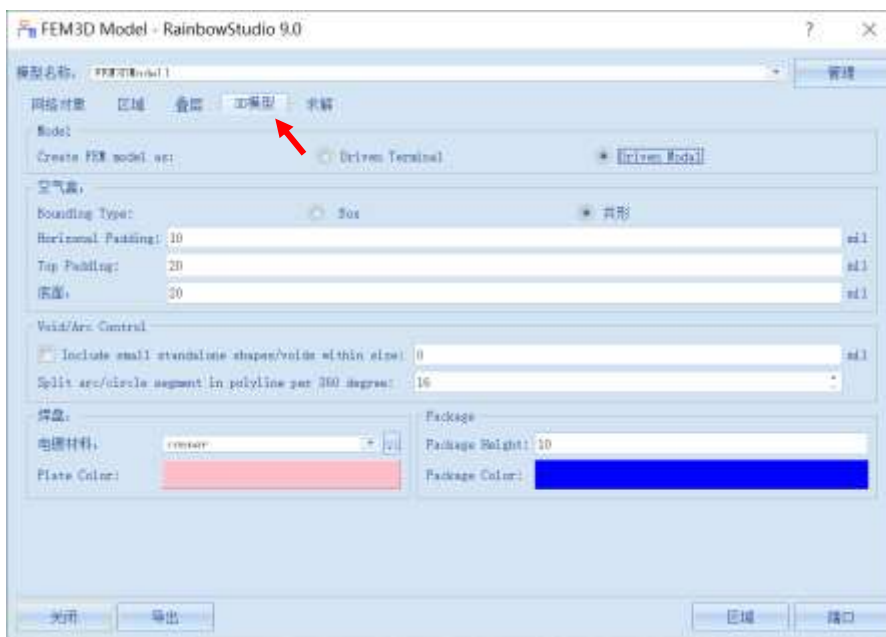 FEM3D Model - RainbowStudio 9.0
模型名称: FEM3DModel1 管理
网络对象 区域 叠层 3D模型 求解
Model
Create FEM model as: Driven Terminal Driven Modal
空气盒:
Bounding Type: Box 共形
Horizonal Padding: 10 mil
Top Padding: 20 mil
底面: 20 mil
Void/Arc Control
Include small standalone shapes/voids within size: 0 mil
Split arc/circle segment in polyline per 360 degree: 16
焊盘: Package
电镀材料: Package Height: 10
Plate Color: Package Color:
关闭 导出 区域 端口